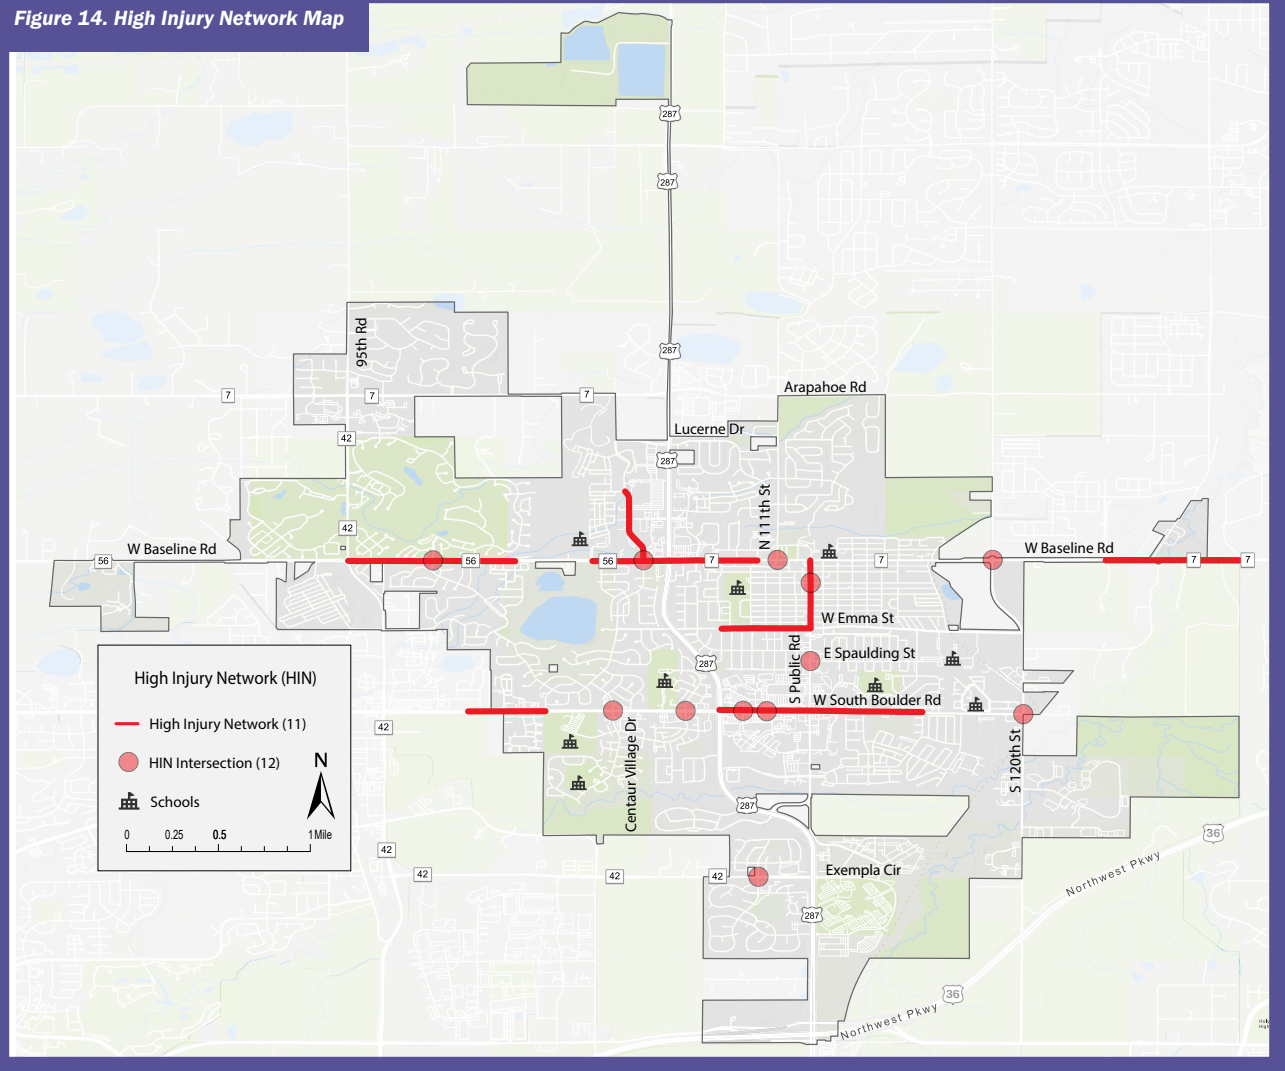 Figure 14. High Injury Network Map
287
287
95th Rd
287
7
7
7
Arapahoe Rd
Lucerne Dr
42
287
N 111th St
42
W Baseline Rd
W Baseline Rd
56
56
56
7
7
7
7
W Emma St
E Spaulding St
S Public Rd
287
W South Boulder Rd
High Injury Network (HIN)
High Injury Network (11)
HIN Intersection (12)
Schools
N
0
0.25
0.5
1 Mile
42
Centaur Village Dr
S 120th St
287
36
42
42
42
42
Exempla Cir
Northwest Pkwy
287
36
Northwest Pkwy